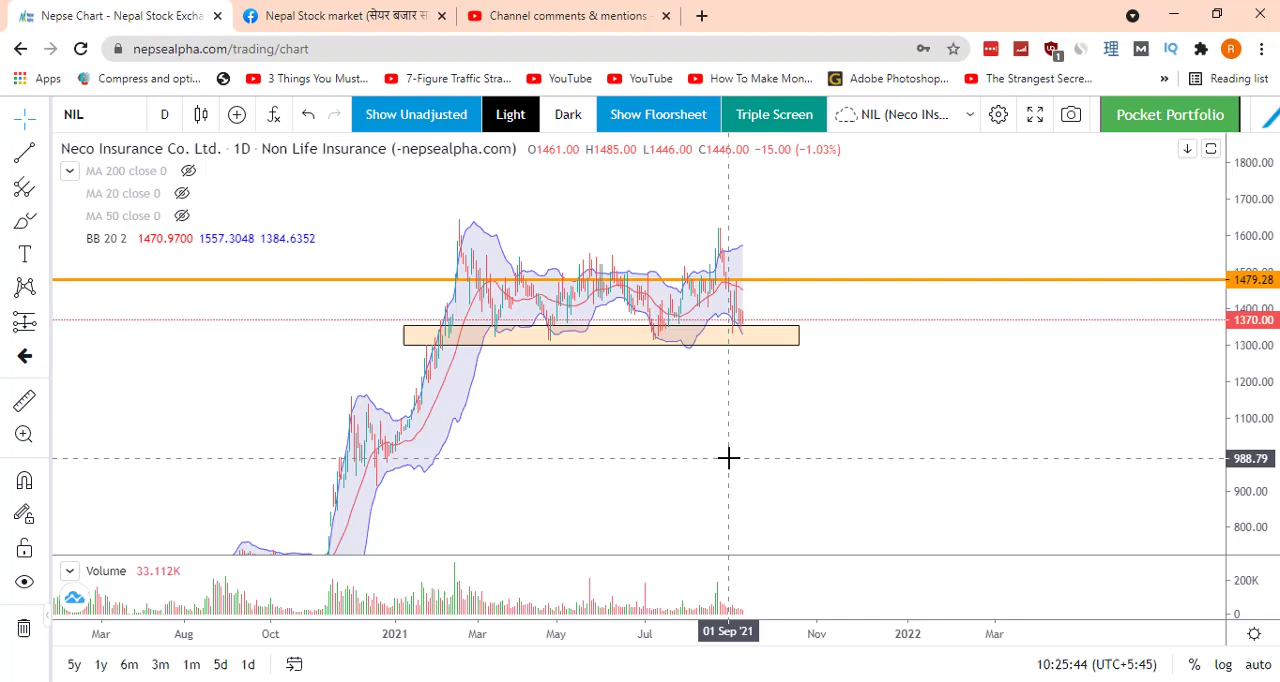 Nepse Chart - Nepal Stock Excha
Nepal Stock market (सेयर बजार स
Channel comments & mentions -
nepsealpha.com/trading/chart
Apps
Compress and opti...
3 Things You Must...
7-Figure Traffic Stra...
YouTube
YouTube
How To Make Mon...
Adobe Photoshop...
The Strangest Secre...
»
Reading list
1
理
M
IQ
R
NIL
D
Show Unadjusted
Light
Dark
Show Floorsheet
Triple Screen
NIL (Neco INs...
Pocket Portfolio
Neco Insurance Co. Ltd. · 1D · Non Life Insurance (-nepsealpha.com) O1461.00 H1485.00 L1446.00 C1446.00 −15.00 (−1.03%)
MA 200 close 0
MA 20 close 0
MA 50 close 0
BB 20 2 1470.9700 1557.3048 1384.6352
1800.00
1700.00
1600.00
1479.28
1400.00
1370.00
1300.00
1200.00
1100.00
988.79
900.00
800.00
Volume 33.112K
200K
0
Mar Aug Oct 2021 Mar May Jul 01 Sep '21 Nov 2022 Mar
5y 1y 6m 3m 1m 5d 1d
10:25:44 (UTC+5:45) % log auto